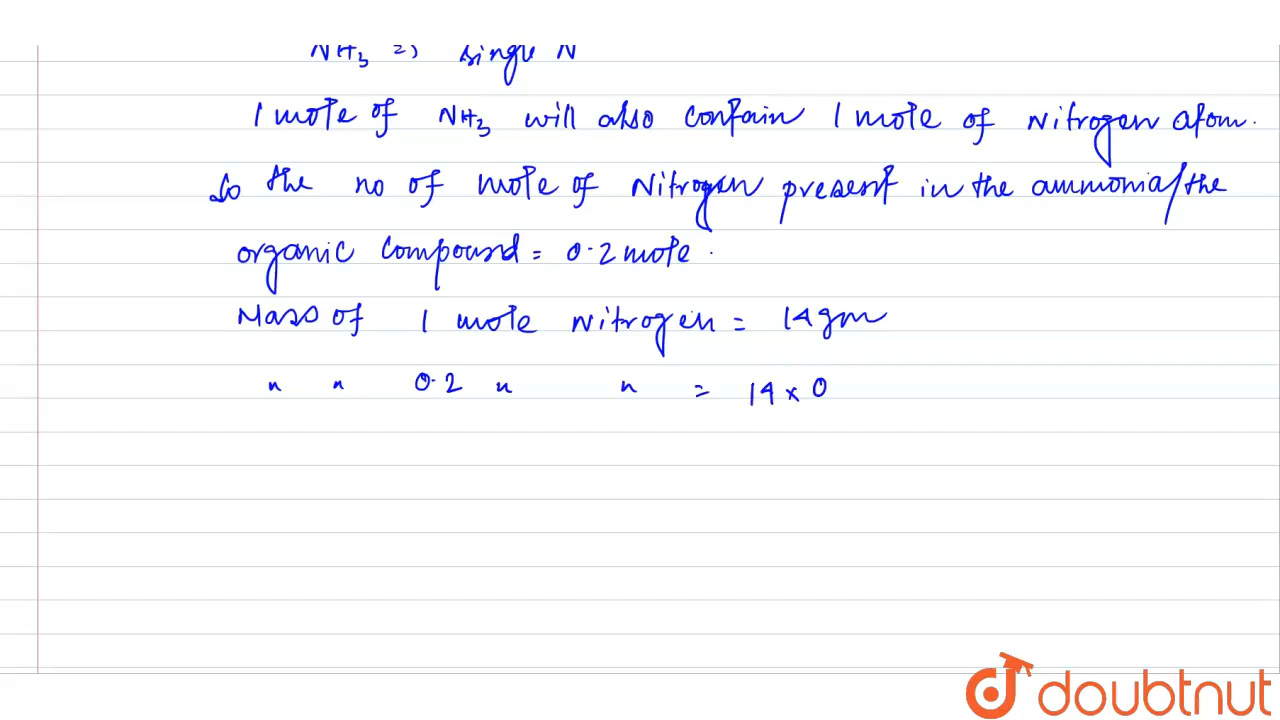 NH3 => single N
1 mole of NH3 will also contain 1 mole of Nitrogen atom.
So the no of mole of Nitrogen present in the ammonia/the
organic compound = 0.2 mole.
Mass of 1 mole Nitrogen = 14 gm
" " 0.2 " " = 14 x 0
doubtnut